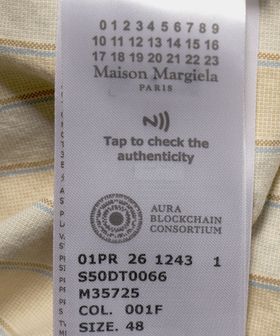 0 1 2 3 4 5 6 7 8 9
10 11 12 13 14 15 16
17 18 19 20 21 22 23
Maison Margiela
PARIS
Tap to check the
authenticity
AURA
BLOCKCHAIN
CONSORTIUM
01PR 26 1243 1
S50DT0066
M35725
COL. 001F
SIZE. 48